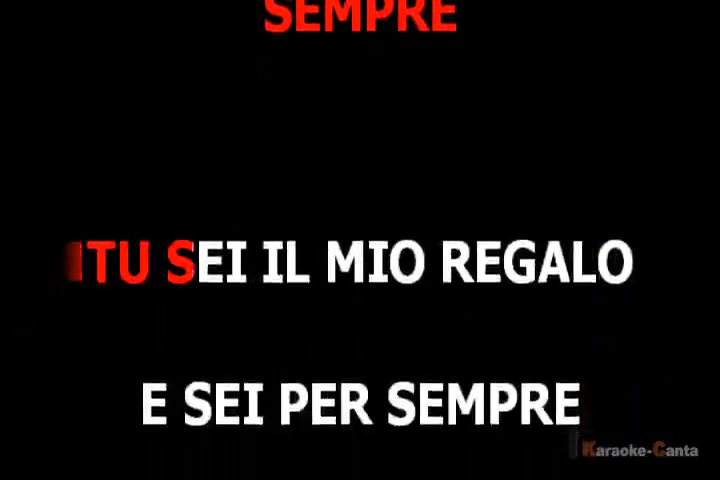 SEMPRE
TU SEI IL MIO REGALO
E SEI PER SEMPRE
Karaoke-Canta